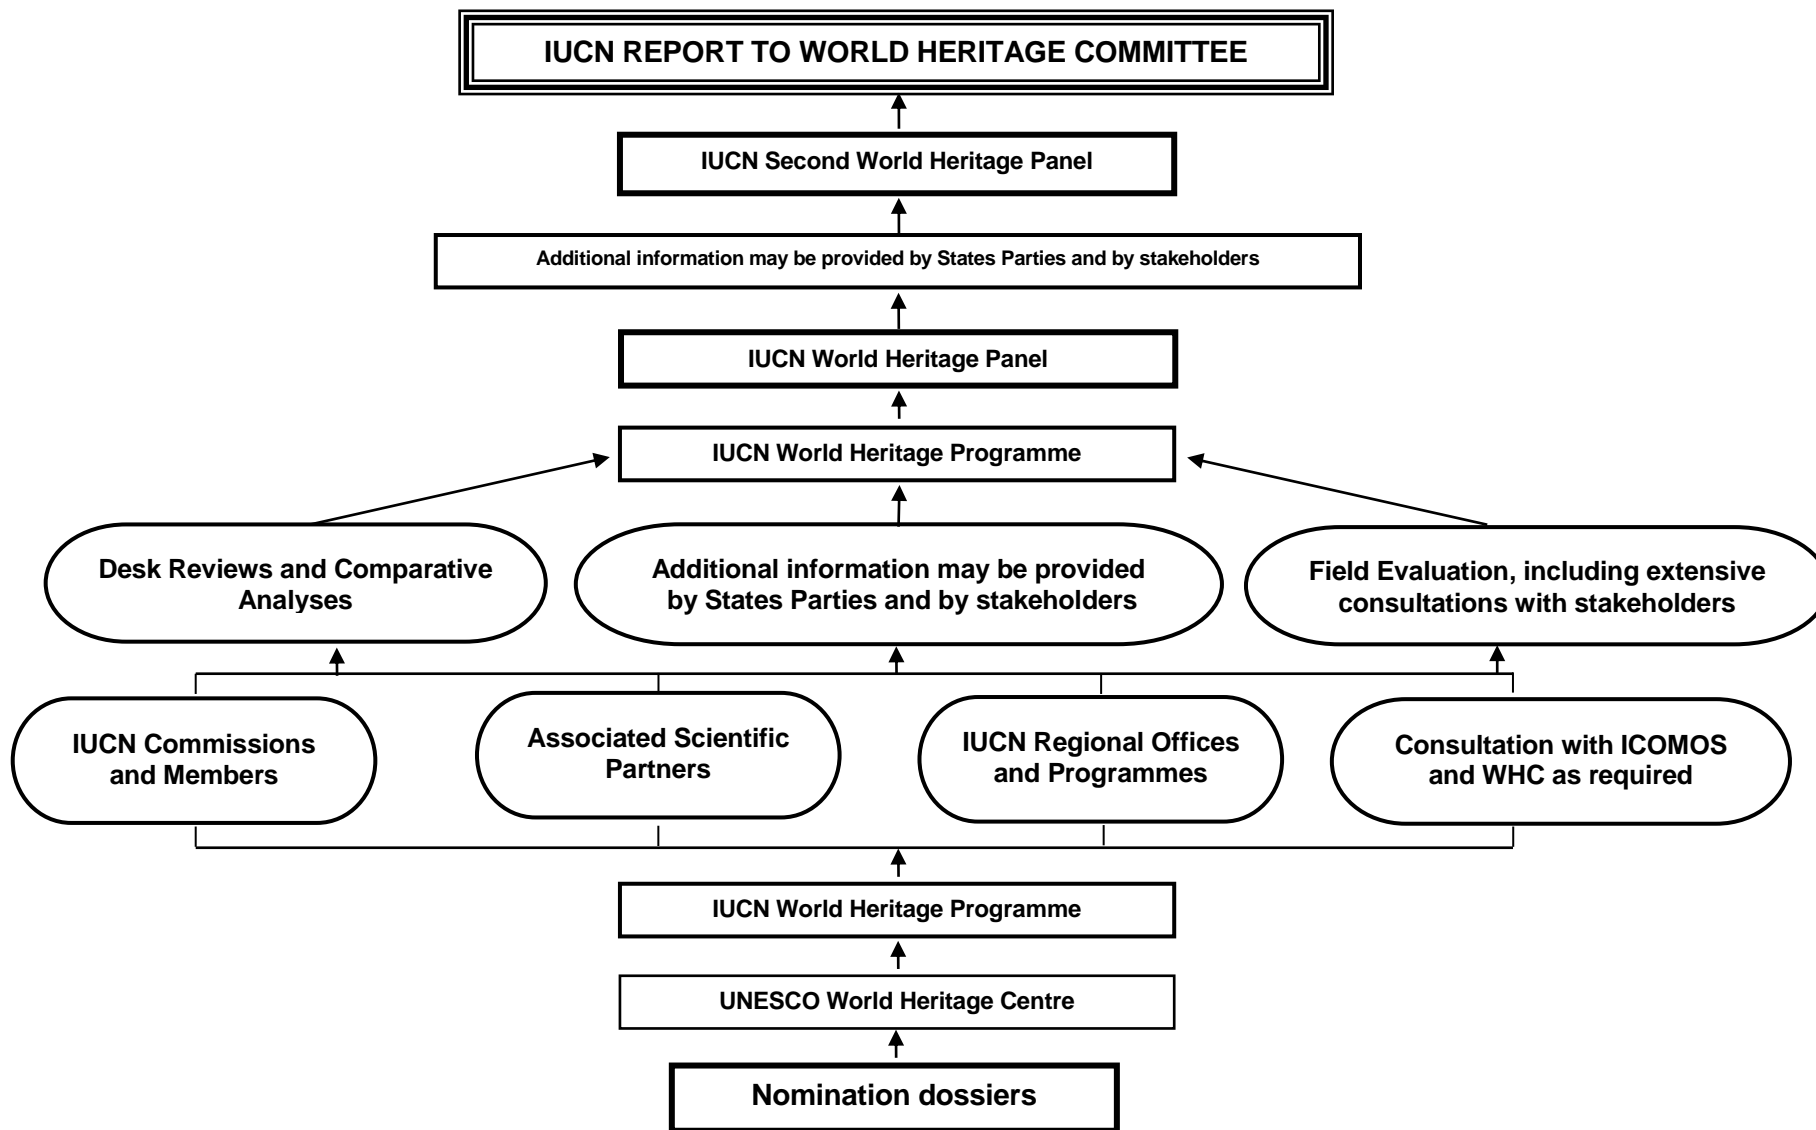 IUCN REPORT TO WORLD HERITAGE COMMITTEE
IUCN Second World Heritage Panel
Additional information may be provided by States Parties and by stakeholders
IUCN World Heritage Panel
IUCN World Heritage Programme
Desk Reviews and Comparative
Analyses
Additional information may be provided
by States Parties and by stakeholders
Field Evaluation, including extensive
consultations with stakeholders
IUCN Commissions
and Members
Associated Scientific
Partners
IUCN Regional Offices
and Programmes
Consultation with ICOMOS
and WHC as required
IUCN World Heritage Programme
UNESCO World Heritage Centre
Nomination dossiers